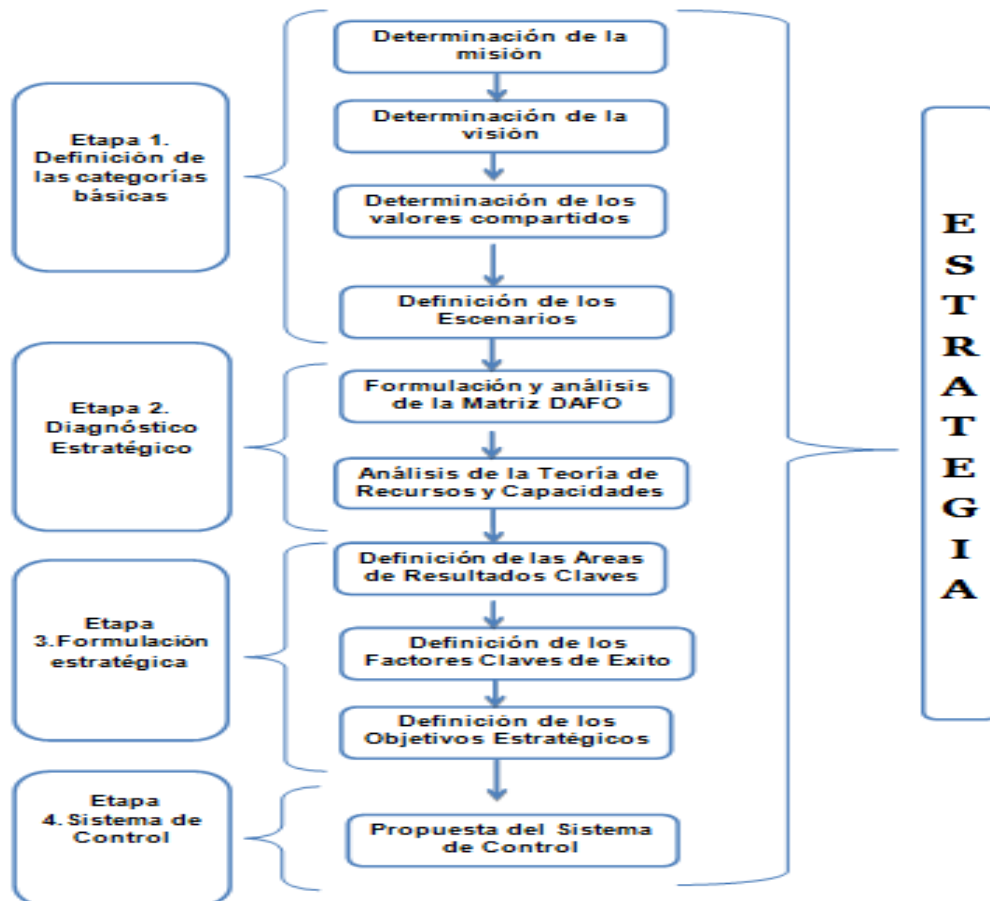 Etapa 1.
Definición de
las categorías
básicas
Determinación de la
misión
Determinación de la
visión
Determinación de los
valores compartidos
Definición de los
Escenarios
Etapa 2.
Diagnóstico
Estratégico
Formulación y análisis
de la Matriz DAFO
Análisis de la Teoría de
Recursos y Capacidades
Etapa
3.Formulación
estratégica
Definición de las Áreas
de Resultados Claves
Definición de los
Factores Claves de Exito
Definición de los
Objetivos Estratégicos
Etapa
4.Sistema de
Control
Propuesta del Sistema
de Control
E
S
T
R
A
T
E
G
I
A